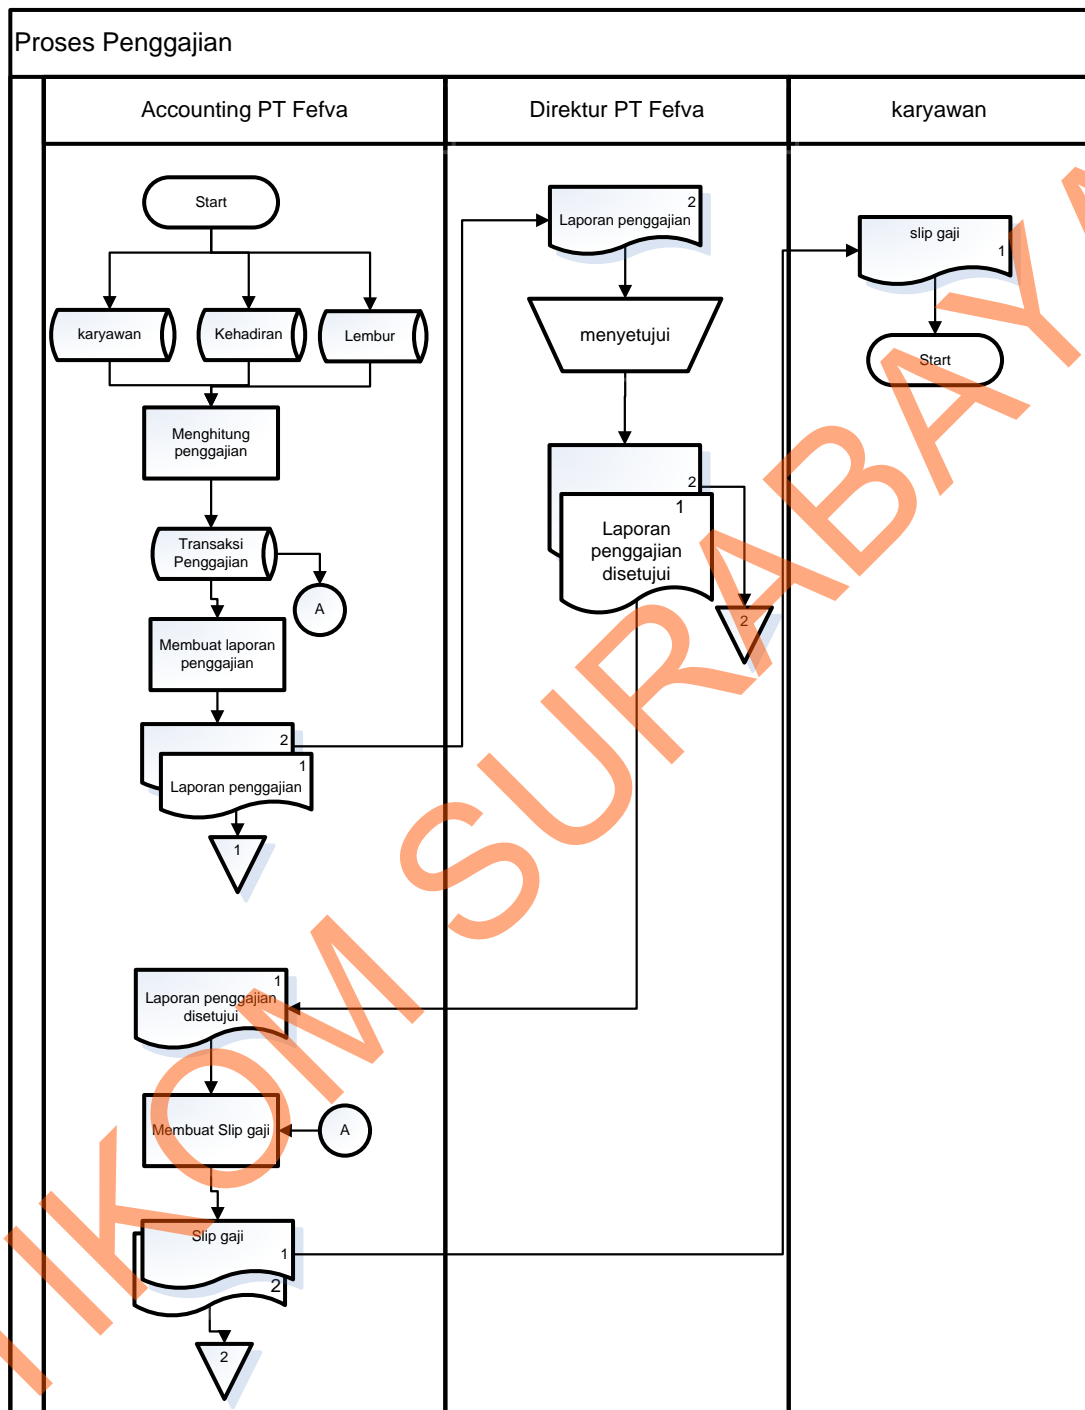 Proses Penggajian
Accounting PT Fefva
Direktur PT Fefva
karyawan
Start
karyawan
Kehadiran
Lembur
Menghitung
penggajian
Transaksi
Penggajian
A
Membuat laporan
penggajian
2
1
Laporan penggajian
1
1
Laporan penggajian
disetujui
Membuat Slip gaji
A
Slip gaji
1
2
2
2
Laporan penggajian
menyetujui
2
1
Laporan
penggajian
disetujui
2
slip gaji
1
Start
IKOM SURABAYA